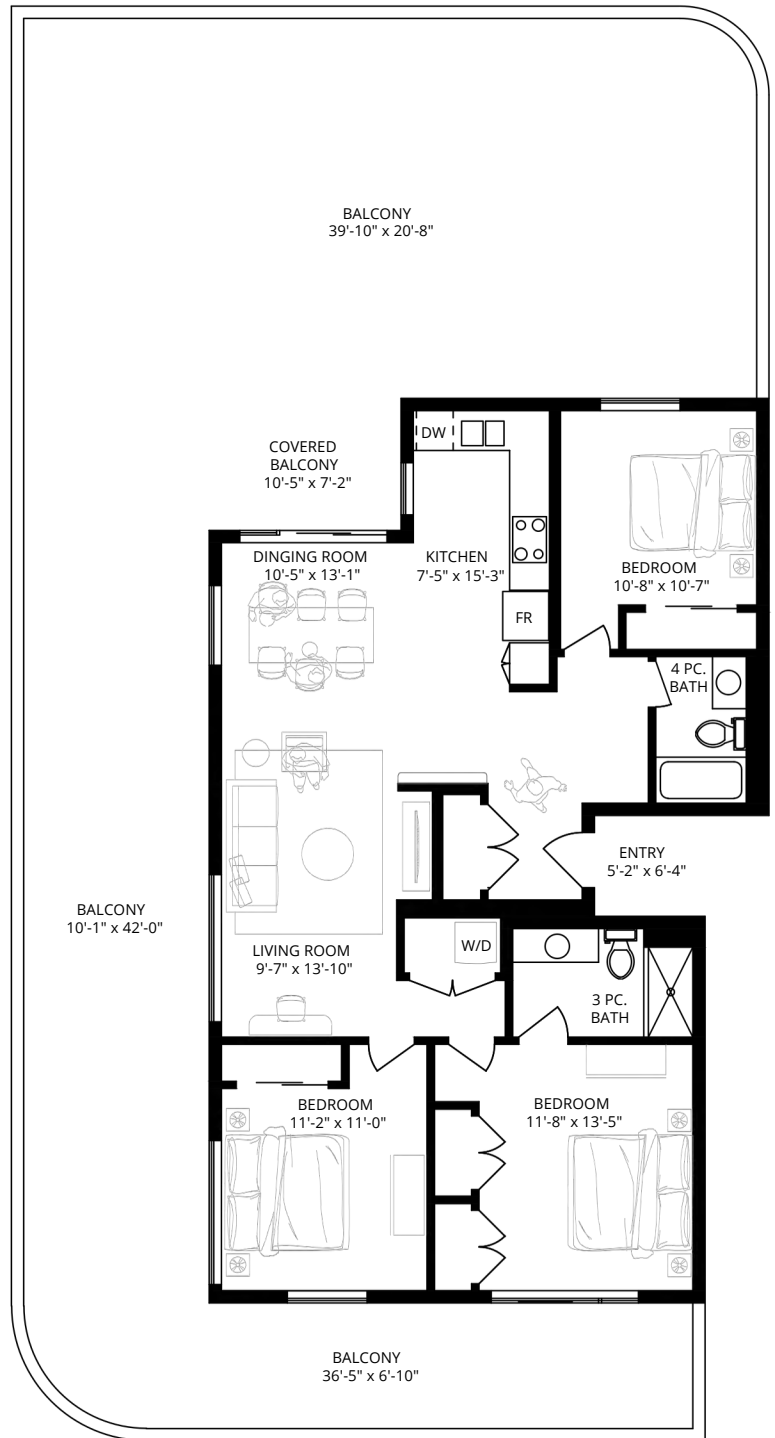 BALCONY
39'-10" x 20'-8"
COVERED
BALCONY
10'-5" x 7'-2"
DW
DINGING ROOM
10'-5" x 13'-1"
KITCHEN
7'-5" x 15'-3"
BEDROOM
10'-8" x 10'-7"
FR
4 PC.
BATH
ENTRY
5'-2" x 6'-4"
BALCONY
10'-1" x 42'-0"
LIVING ROOM
9'-7" x 13'-10"
W/D
3 PC.
BATH
BEDROOM
11'-2" x 11'-0"
BEDROOM
11'-8" x 13'-5"
BALCONY
36'-5" x 6'-10"